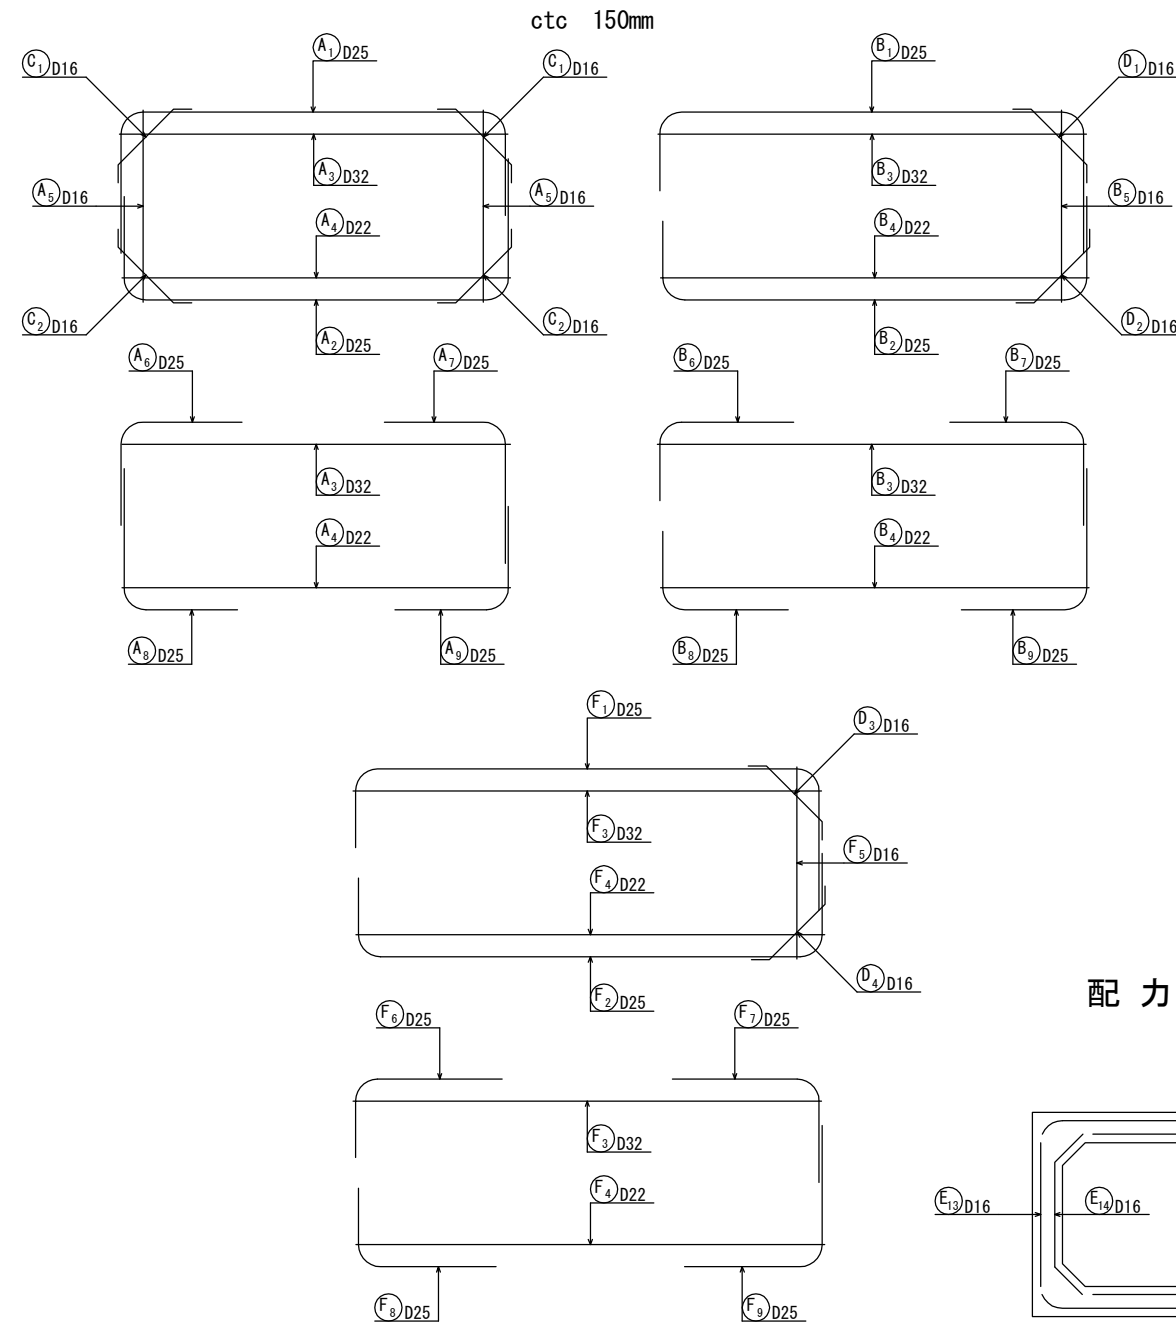 ctc 150mm
C1 D16
A1 D25
C1 D16
A3 D32
A5 D16
A5 D16
A4 D22
C2 D16
A2 D25
C2 D16
B1 D25
D1 D16
B3 D32
B5 D16
B4 D22
B2 D25
D2 D16
A6 D25
A7 D25
A3 D32
A4 D22
A8 D25
A9 D25
B6 D25
B7 D25
B3 D32
B4 D22
B8 D25
B9 D25
F1 D25
D3 D16
F3 D32
F5 D16
F4 D22
F2 D25
D4 D16
F6 D25
F7 D25
F3 D32
F4 D22
F8 D25
F9 D25
配 力
E13 D16
E14 D16